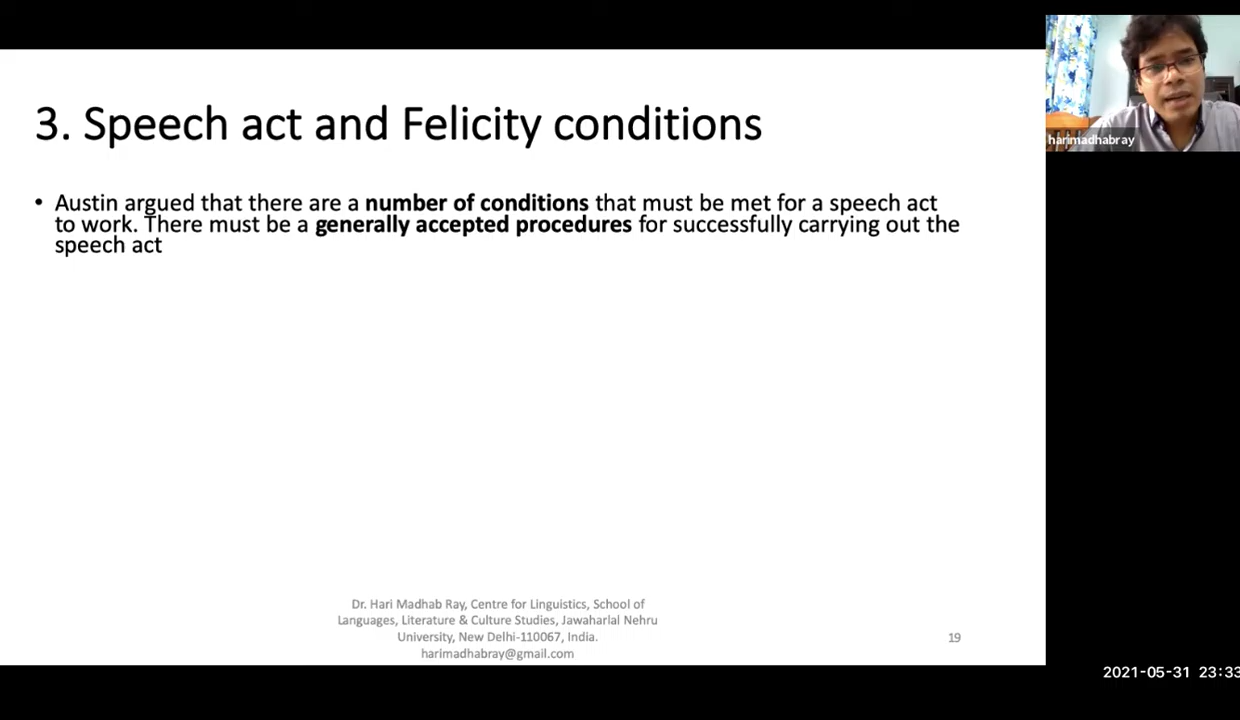 3. Speech act and Felicity conditions
• Austin argued that there are a number of conditions that must be met for a speech act
to work. There must be a generally accepted procedures for successfully carrying out the
speech act
harimadhabray
Dr. Hari Madhab Ray, Centre for Linguistics, School of
Languages, Literature & Culture Studies, Jawaharlal Nehru
University, New Delhi-110067, India.
harimadhabray@gmail.com
19
2021-05-31 23:33